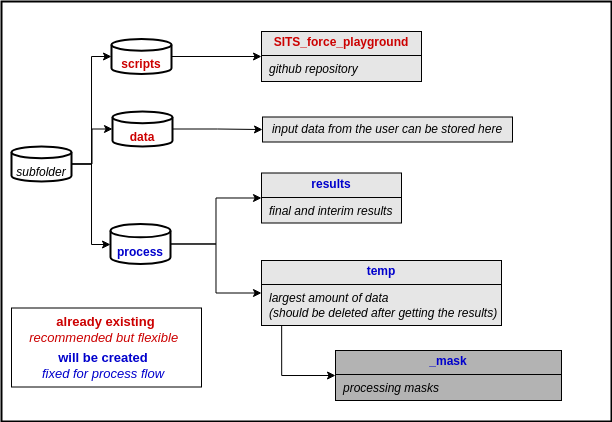 SITS_force_playground
scripts
github repository
data
input data from the user can be stored here
subfolder
results
process
final and interim results
temp
largest amount of data
(should be deleted after getting the results)
already existing
recommended but flexible
will be created
fixed for process flow
_mask
processing masks